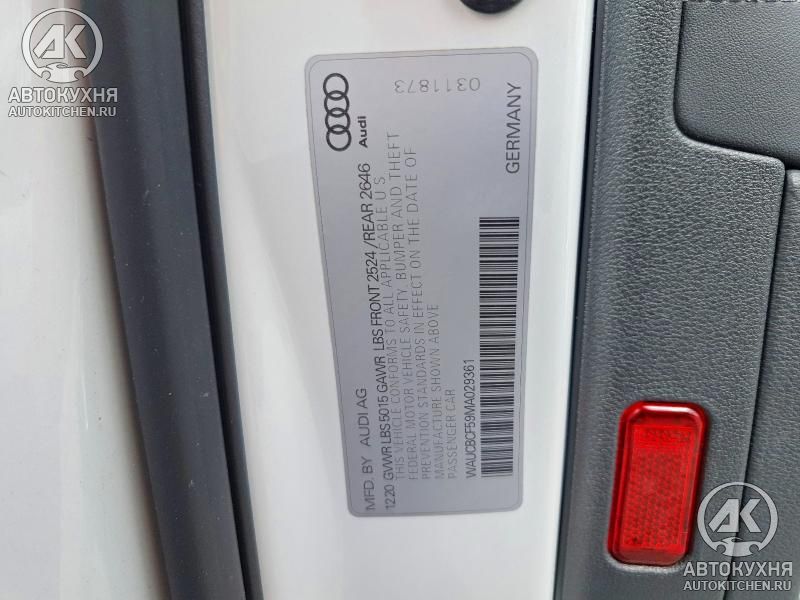 АК
АВТОКУХНЯ
AUTOKITCHEN.RU
MFD. BY AUDI AG
Audi
0311873
12.20 GVWR LBS 5015 GAWR LBS FRONT 2524 / REAR 2646
THIS VEHICLE CONFORMS TO ALL APPLICABLE U S
FEDERAL MOTOR VEHICLE SAFETY, BUMPER AND THEFT
PREVENTION STANDARDS IN EFFECT ON THE DATE OF
MANUFACTURE SHOWN ABOVE
PASSENGER CAR
WAUCBCF59MA029361
GERMANY
АК
АВТОКУХНЯ
AUTOKITCHEN.RU